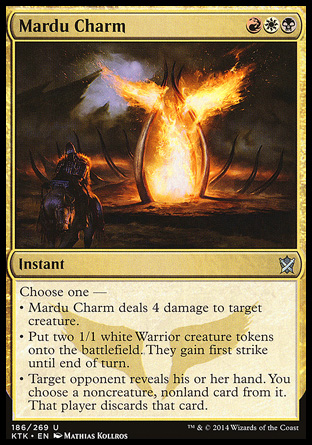 Mardu Charm
Instant
Choose one —
• Mardu Charm deals 4 damage to target
creature.
• Put two 1/1 white Warrior creature tokens
onto the battlefield. They gain first strike
until end of turn.
• Target opponent reveals his or her hand. You
choose a noncreature, nonland card from it.
That player discards that card.
186/269 U
KTK • EN Mathias Kollros
™ & © 2014 Wizards of the Coast